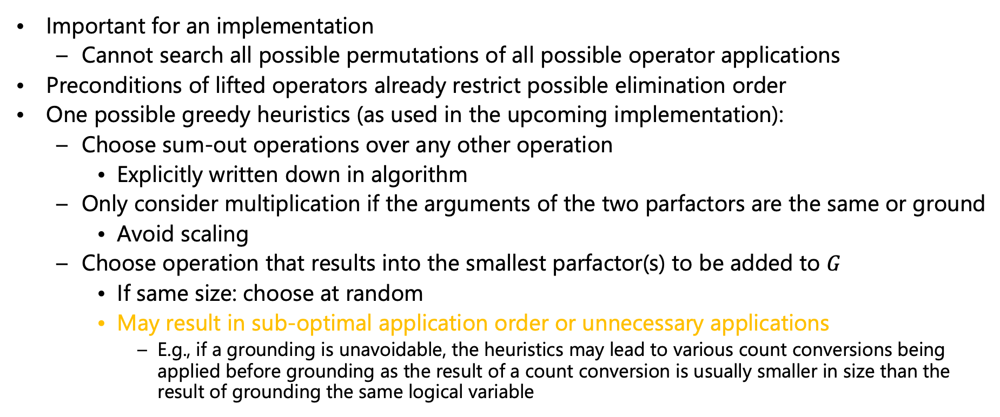 • Important for an implementation
– Cannot search all possible permutations of all possible operator applications
• Preconditions of lifted operators already restrict possible elimination order
• One possible greedy heuristics (as used in the upcoming implementation):
– Choose sum-out operations over any other operation
• Explicitly written down in algorithm
– Only consider multiplication if the arguments of the two parfactors are the same or ground
• Avoid scaling
– Choose operation that results into the smallest parfactor(s) to be added to G
• If same size: choose at random
• May result in sub-optimal application order or unnecessary applications
– E.g., if a grounding is unavoidable, the heuristics may lead to various count conversions being
applied before grounding as the result of a count conversion is usually smaller in size than the
result of grounding the same logical variable